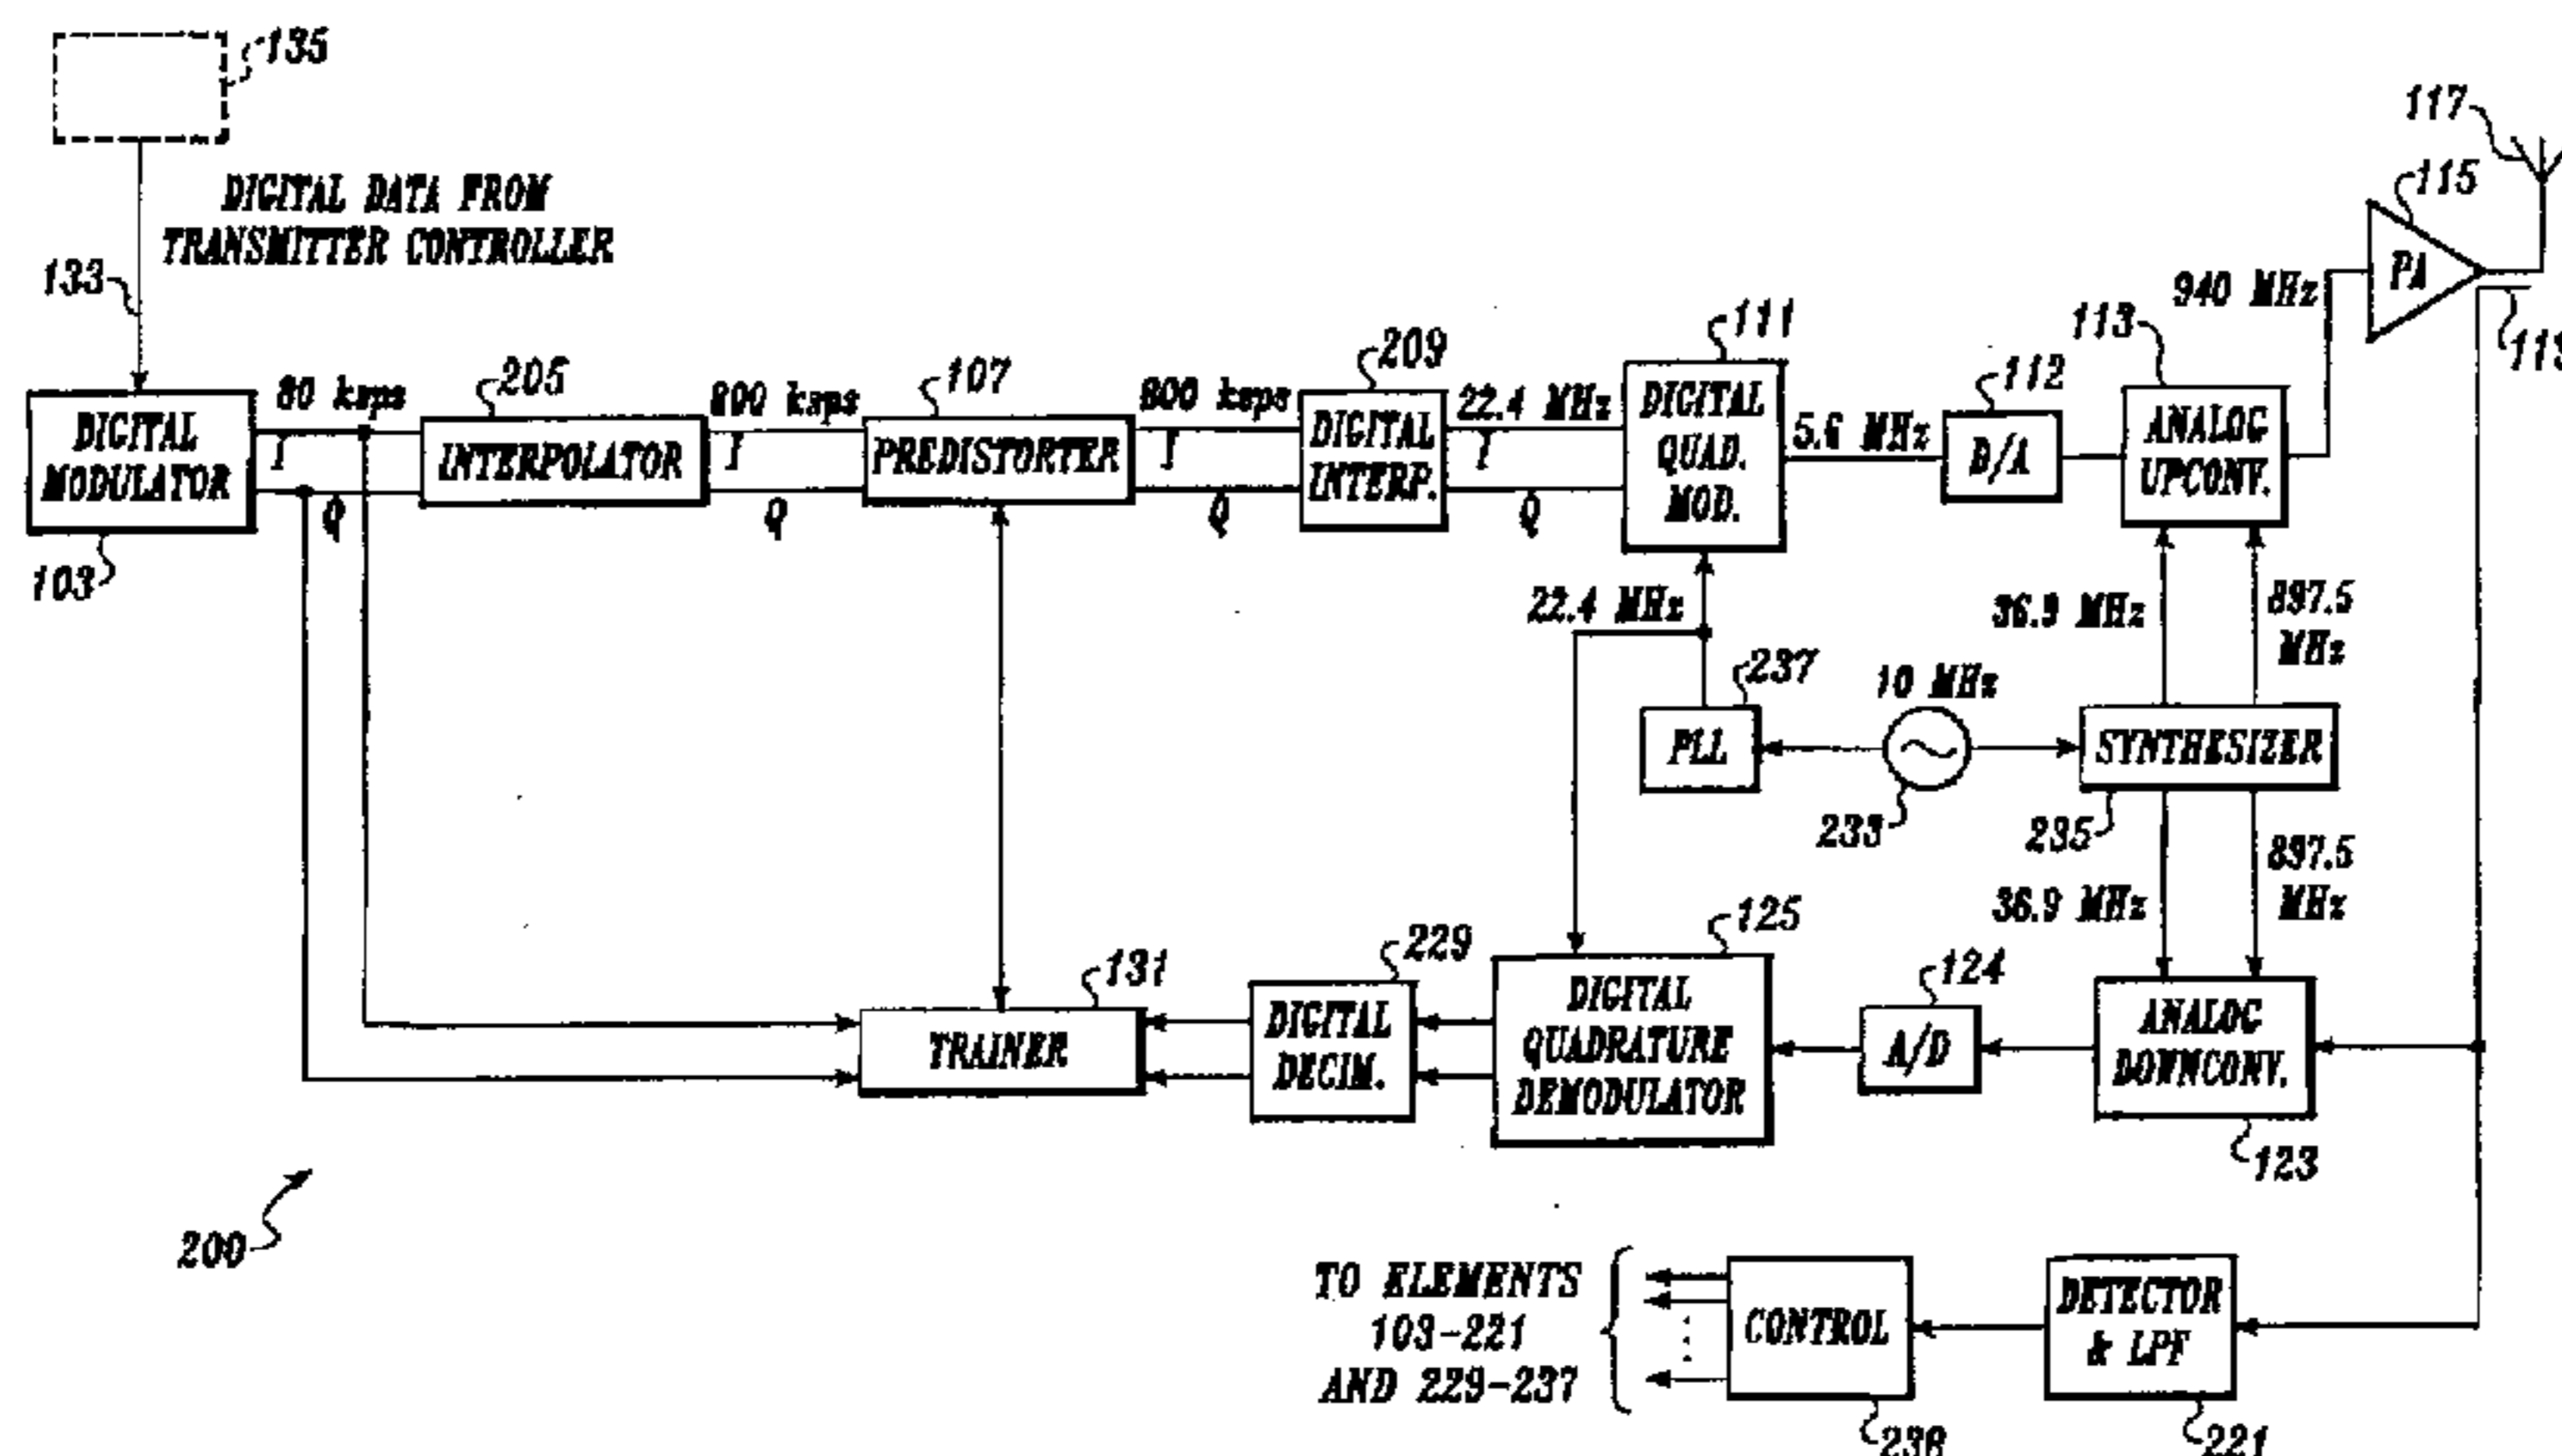 135
DIGITAL DATA FROM
TRANSMITTER CONTROLLER
133
DIGITAL
MODULATOR
103
80 ksps
I
Q
205
INTERPOLATOR
800 ksps
I
Q
107
PREDISTORTER
800 ksps
I
Q
209
DIGITAL
INTERP.
22.4 MHz
I
Q
111
DIGITAL
QUAD.
MOD.
5.6 MHz
112
D/A
113
ANALOG
UPCONV.
940 MHz
115
PA
117
22.4 MHz
237
PLL
10 MHz
233
36.9 MHz
897.5
MHz
SYNTHESIZER
235
36.9 MHz
897.5
MHz
131
TRAINER
229
DIGITAL
DECIM.
125
DIGITAL
QUADRATURE
DEMODULATOR
124
A/D
ANALOG
DOWNCONV.
123
200
TO ELEMENTS
103-221
AND 229-237
CONTROL
DETECTOR
& LPF
221